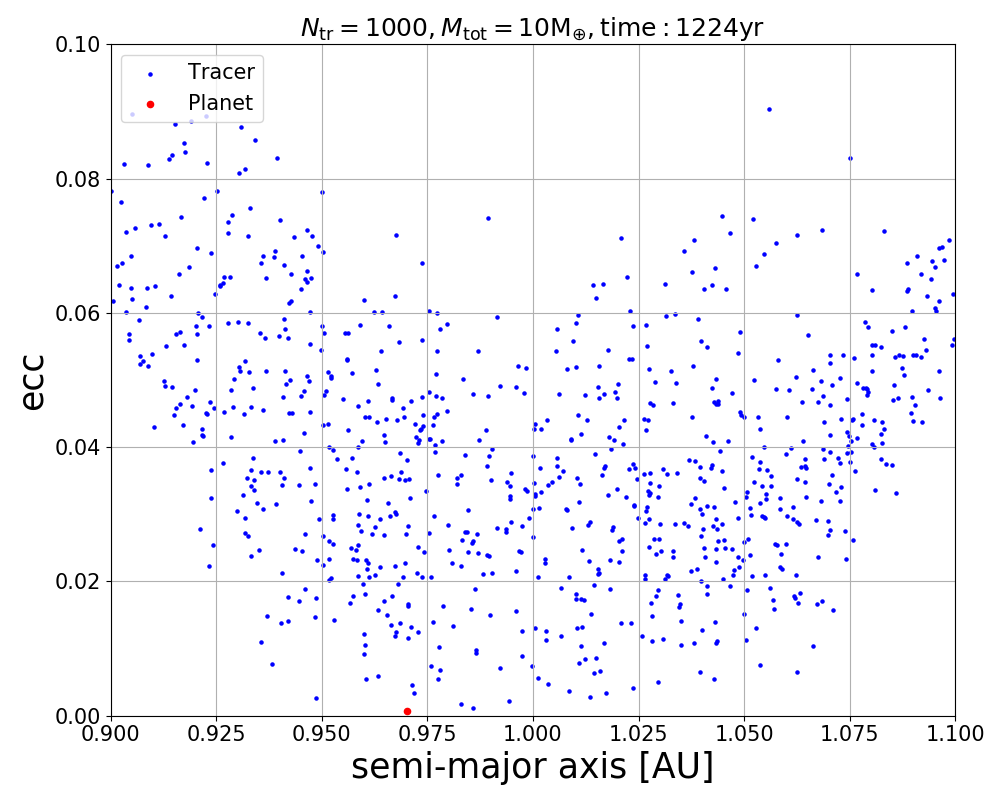 N_tr = 1000, M_tot = 10M_⊕, time : 1224yr
Tracer
Planet
ecc
0.10
0.08
0.06
0.04
0.02
0.00
0.900 0.925 0.950 0.975 1.000 1.025 1.050 1.075 1.100
semi-major axis [AU]